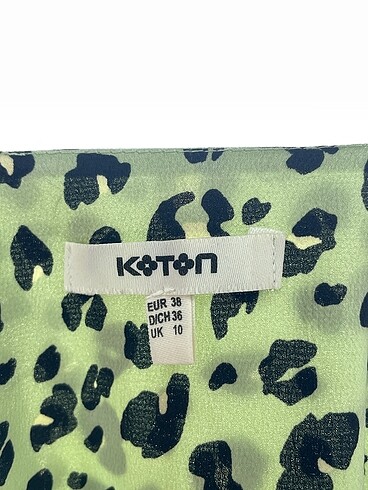 KOTON
EUR 38
D/CH 36
UK 10